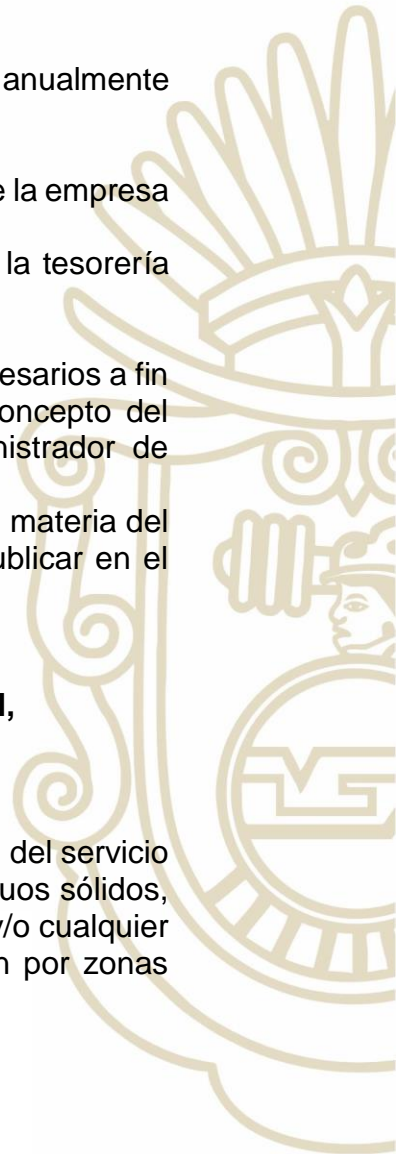 anualmente
e la empresa
la tesorería
esarios a fin
oncepto del
nistrador de
materia del
ublicar en el
l,
del servicio
uos sólidos,
y/o cualquier
n por zonas